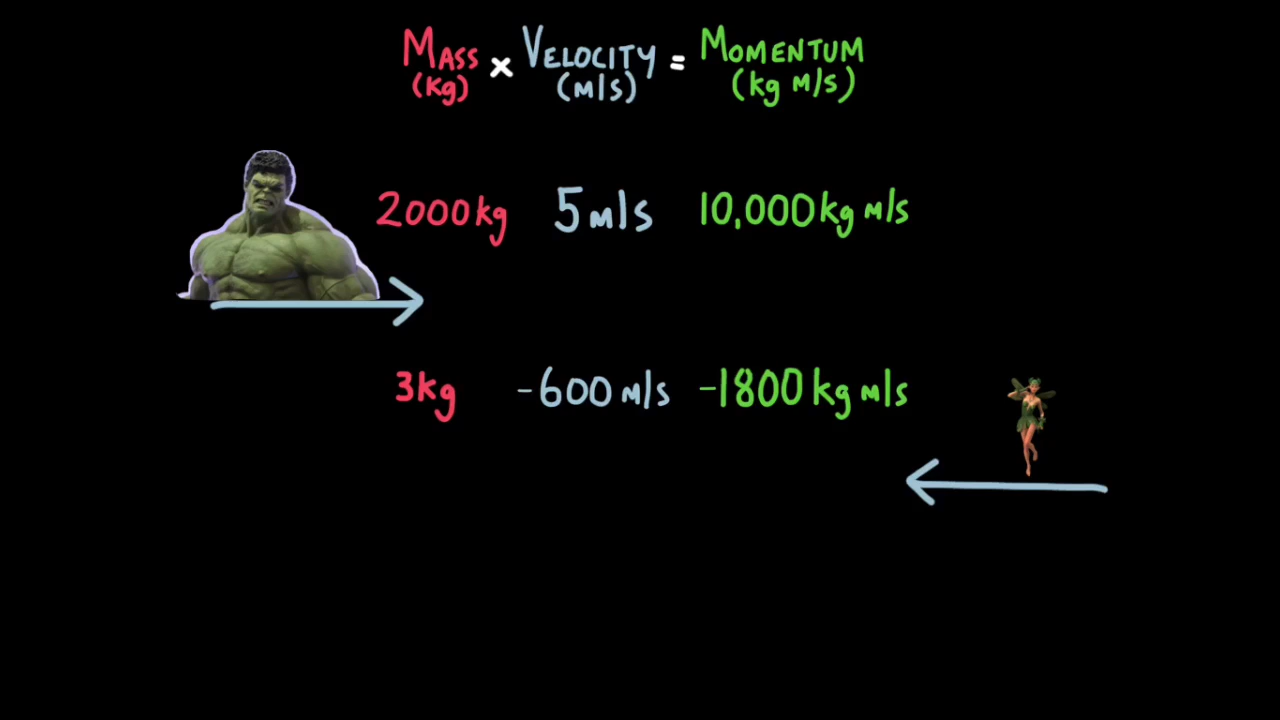 Mass × Velocity = Momentum
(kg) (m/s) (kg m/s)
2000kg 5m/s 10,000kg m/s
3kg -600m/s -1800kg m/s